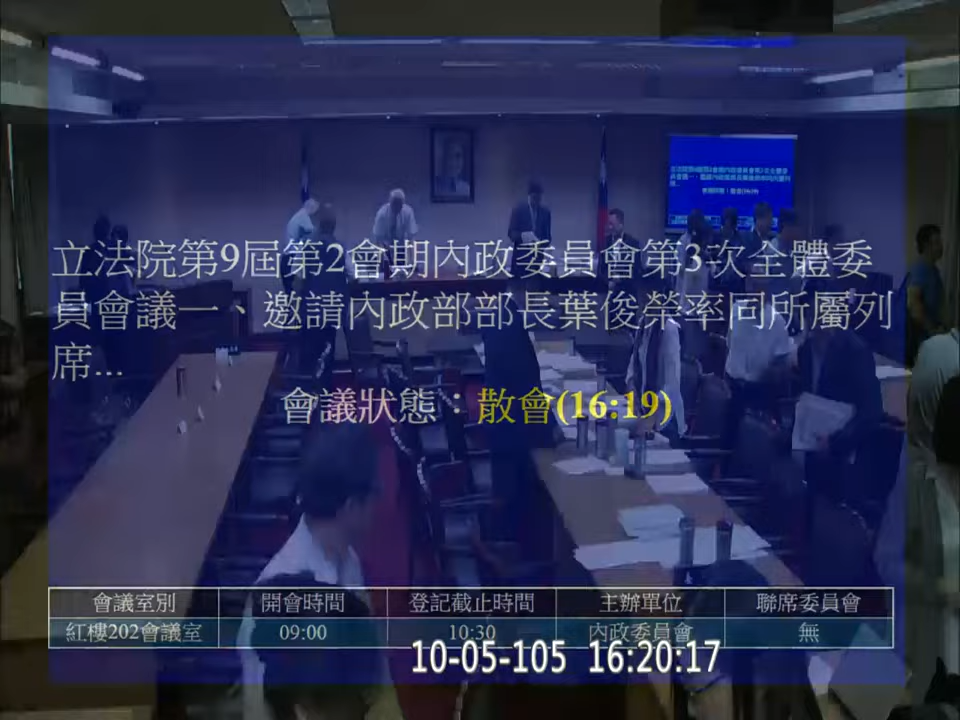 立法院第9屆第2會期內政委員會第3次全體委
員會議一、邀請內政部部長葉俊榮率同所屬列
席...
會議狀態：散會(16:19)
會議室別 開會時間 登記截止時間 主辦單位 聯席委員會
紅樓202會議室 09:00 10:30 內政委員會 無
10-05-105 16:20:17